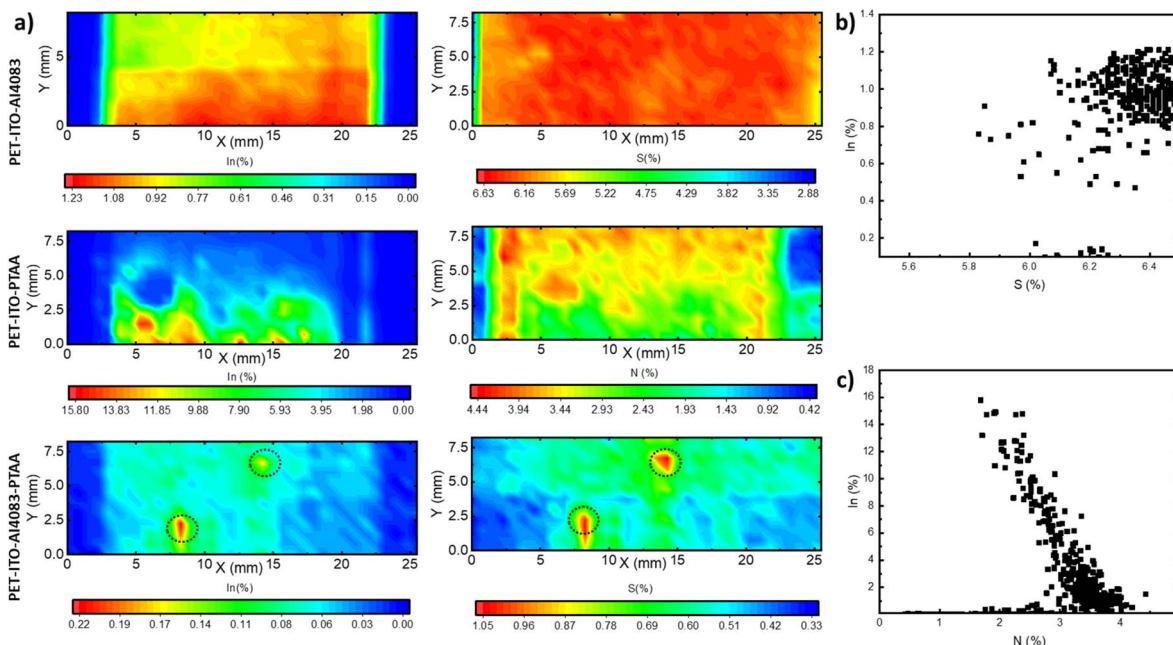 a)
PET-ITO-AI4083
Y (mm)
5
0
0 5 10 15 20 25
X (mm)
In(%)
1.23 1.08 0.92 0.77 0.61 0.46 0.31 0.15 0.00
Y (mm)
7.5
5.0
2.5
0.0
5 10 15 20 25
X (mm)
S(%)
6.63 6.16 5.69 5.22 4.75 4.29 3.82 3.35 2.88
PET-ITO-PTAA
Y (mm)
7.5
5.0
2.5
0.0
0 5 10 15 20 25
X (mm)
In (%)
15.80 13.83 11.85 9.88 7.90 5.93 3.95 1.98 0.00
Y (mm)
7.5
5.0
2.5
0.0
5 10 15 20 25
X (mm)
N (%)
4.44 3.94 3.44 2.93 2.43 1.93 1.43 0.92 0.42
PET-ITO-AI4083-PTAA
Y (mm)
7.5
5.0
2.5
0.0
0 5 10 15 20 25
X (mm)
In(%)
0.22 0.19 0.17 0.14 0.11 0.08 0.06 0.03 0.00
Y (mm)
7.5
5.0
2.5
0.0
5 10 15 20 25
X (mm)
S(%)
1.05 0.96 0.87 0.78 0.69 0.60 0.51 0.42 0.33
b)
In (%)
1.4
1.2
1.0
0.8
0.6
0.4
0.2
5.6 5.8 6.0 6.2 6.4
S (%)
c)
In (%)
18
16
14
12
10
8
6
4
2
0 1 2 3 4
N (%)